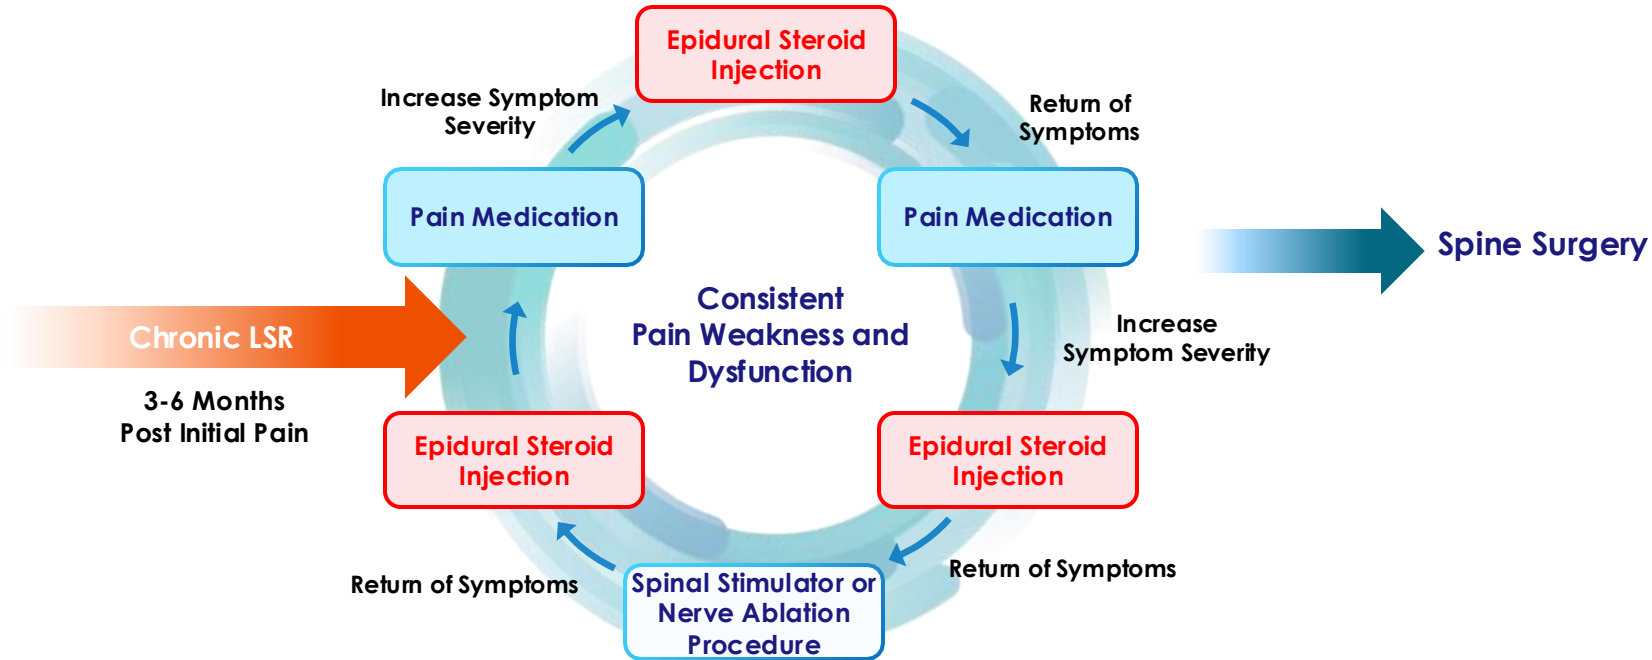 Epidural Steroid
Injection
Increase Symptom
Severity
Return of
Symptoms
Pain Medication
Pain Medication
Spine Surgery
Chronic LSR
3-6 Months
Post Initial Pain
Consistent
Pain Weakness and
Dysfunction
Increase
Symptom Severity
Epidural Steroid
Injection
Epidural Steroid
Injection
Return of Symptoms
Spinal Stimulator or
Nerve Ablation
Procedure
Return of Symptoms